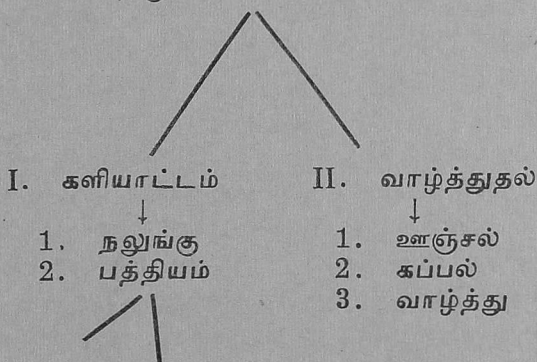 I. களியாட்டம்
1. நலுங்கு
2. பத்தியம்
II. வாழ்த்துதல்
1. ஊஞ்சல்
2. கப்பல்
3. வாழ்த்து